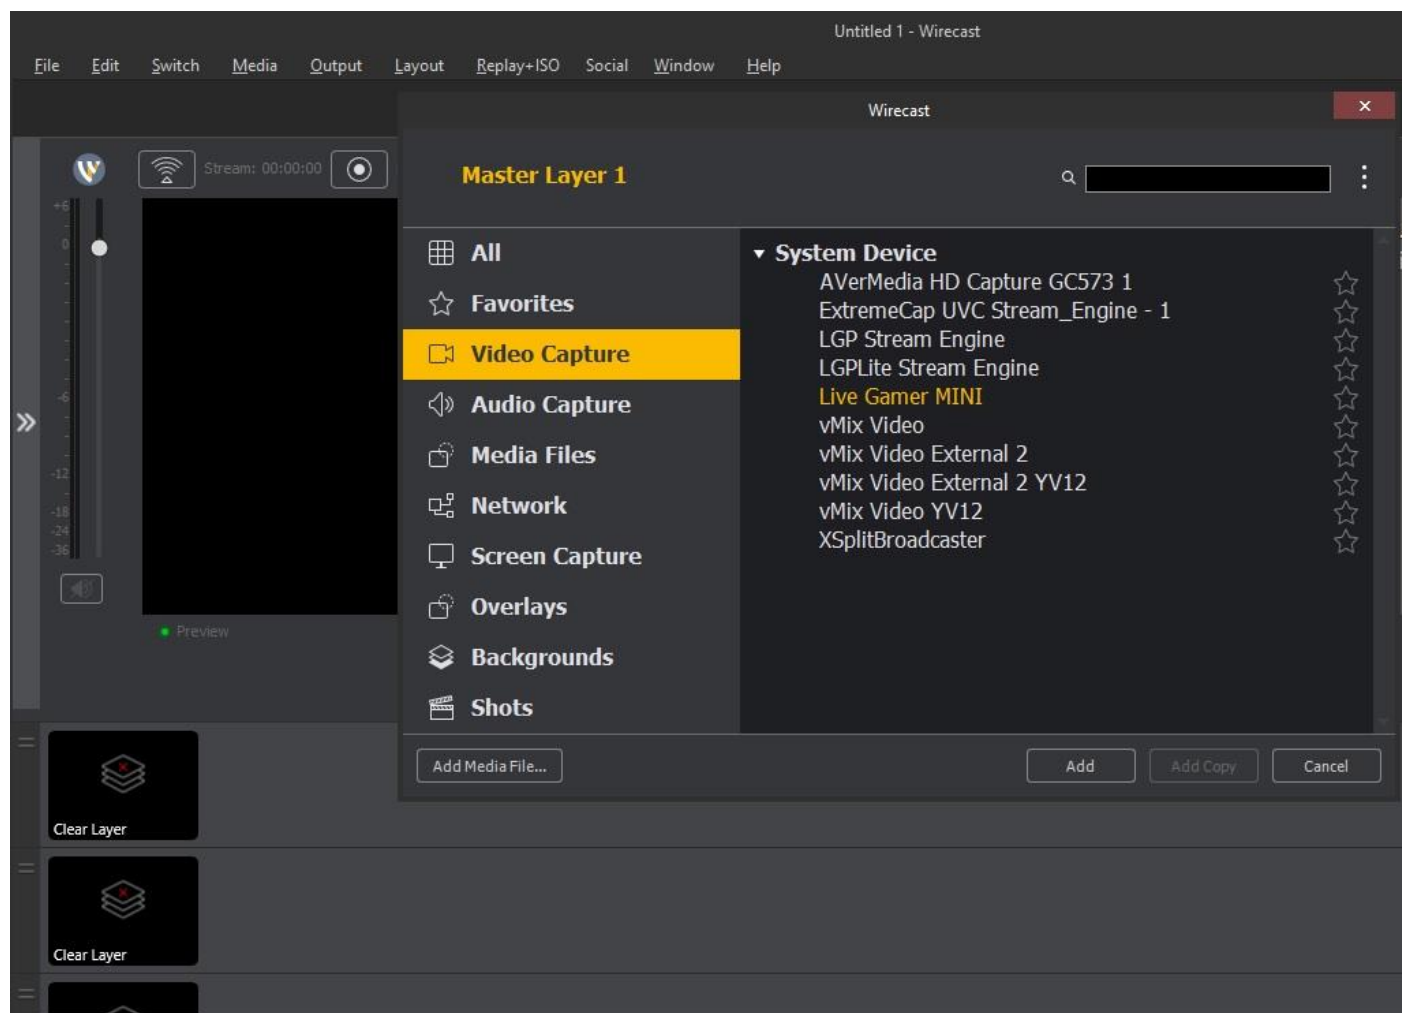 Untitled 1 - Wirecast
File Edit Switch Media Output Layout Replay+ISO Social Window Help
Wirecast
Stream: 00:00:00
Master Layer 1
+6
0
-6
-12
-18
-24
-36
Preview
All
Favorites
Video Capture
Audio Capture
Media Files
Network
Screen Capture
Overlays
Backgrounds
Shots
System Device
AVerMedia HD Capture GC573 1
ExtremeCap UVC Stream_Engine - 1
LGP Stream Engine
LGPLite Stream Engine
Live Gamer MINI
vMix Video
vMix Video External 2
vMix Video External 2 YV12
vMix Video YV12
XSplitBroadcaster
Add Media File... Add Add Copy Cancel
Clear Layer
Clear Layer